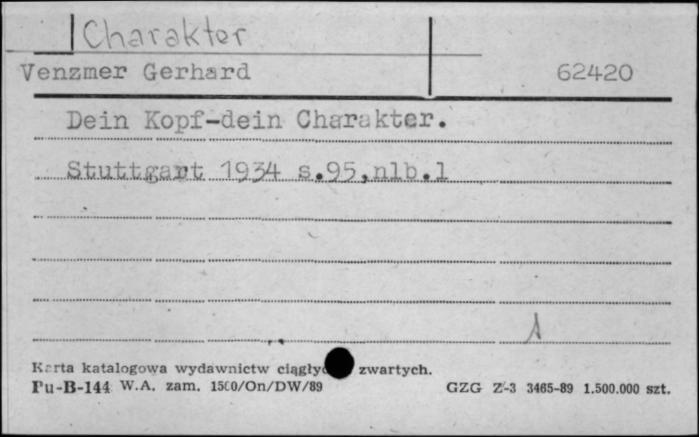 Charakter
Venzmer Gerhard 62420
Dein Kopf-dein Charakter.
Stuttgart 1934 s.95,nlb.1
1
Karta katalogowa wydawnictw zwartych.
Pu-B-144 W.A. zam. 1500/On/DW/89 GZG Z-3 3465-89 1.500.000 szt.